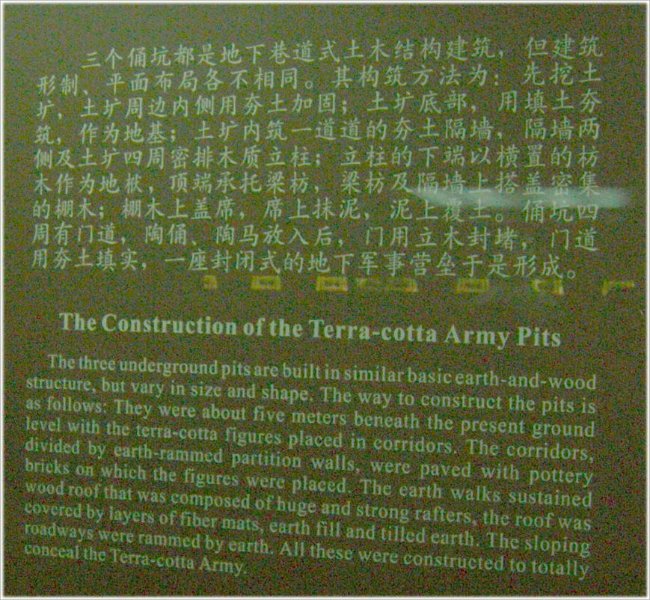 三个俑坑都是地下巷道式土木结构建筑，但建筑
形制、平面布局各不相同。其构筑方法为：先挖土
圹，土圹周边内侧用夯土加固；土圹底部，用填土夯
筑，作为地基；土圹内筑一道道的夯土隔墙，隔墙两
侧及土圹四周密排木质立柱；立柱的下端以横置的枋
木作为地栿，顶端承托梁枋，梁枋及隔墙上搭盖密集
的棚木；棚木上盖席，席上抹泥，泥上覆土。俑坑四
周有门道，陶俑、陶马放入后，门用立木封堵，门道
用夯土填实，一座封闭式的地下军事营垒于是形成。
The Construction of the Terra-cotta Army Pits
The three underground pits are built in similar basic earth-and-wood
structure, but vary in size and shape. The way to construct the pits is
as follows: They were about five meters beneath the present ground
level with the terra-cotta figures placed in corridors. The corridors,
divided by earth-rammed partition walls, were paved with pottery
bricks on which the figures were placed. The earth walks sustained
wood roof that was composed of huge and strong rafters, the roof was
covered by layers of fiber mats, earth fill and tilled earth. The sloping
roadways were rammed by earth. All these were constructed to totally
conceal the Terra-cotta Army.